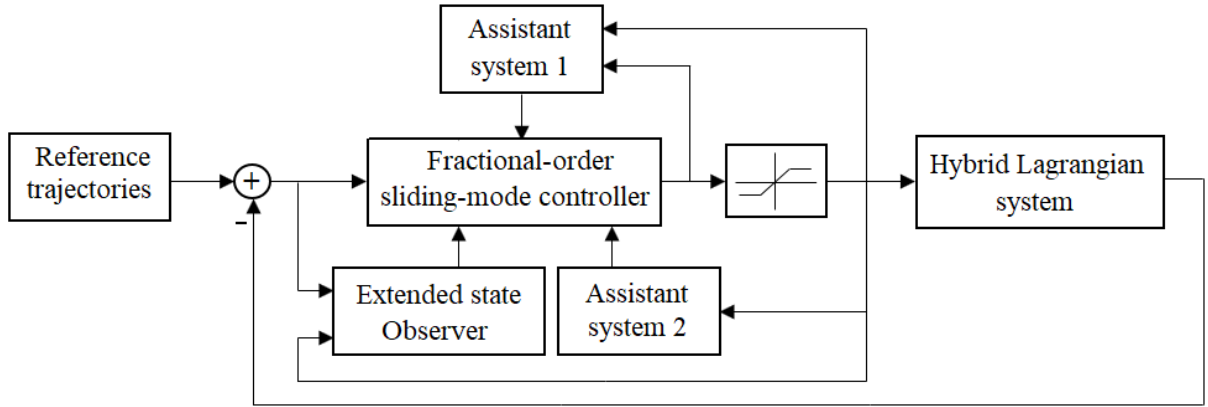 Assistant
system 1
Reference
trajectories
+
-
Fractional-order
sliding-mode controller
Hybrid Lagrangian
system
Extended state
Observer
Assistant
system 2